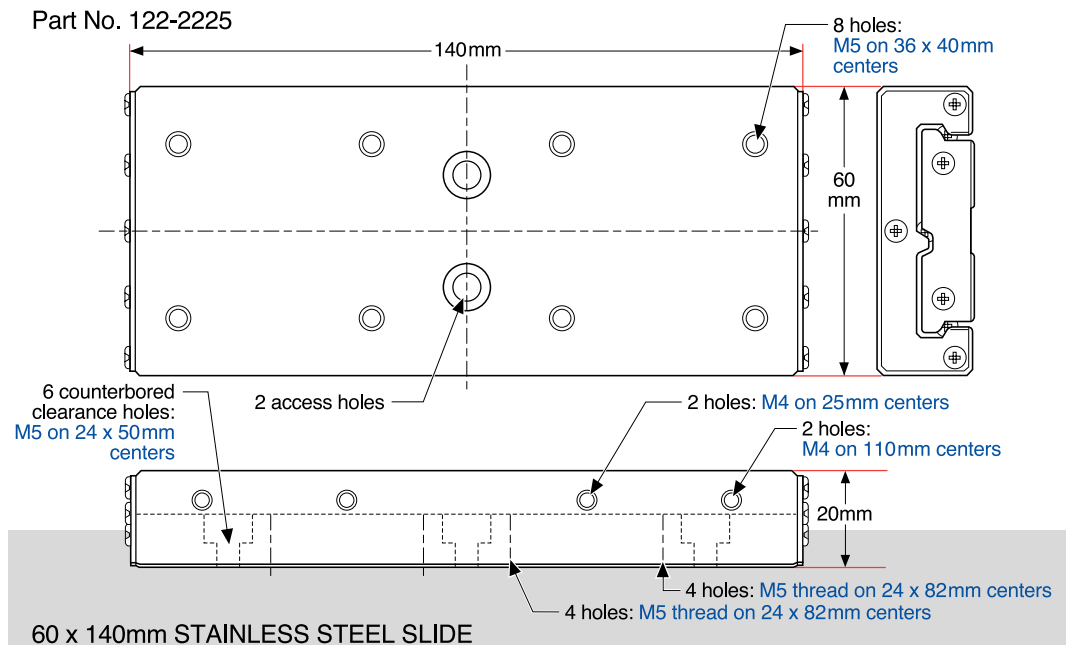 Part No. 122-2225
140mm
8 holes:
M5 on 36 x 40mm
centers
60
mm
6 counterbored
clearance holes:
M5 on 24 x 50mm
centers
2 access holes
2 holes: M4 on 25mm centers
2 holes:
M4 on 110mm centers
20mm
4 holes: M5 thread on 24 x 82mm centers
4 holes: M5 thread on 24 x 82mm centers
60 x 140mm STAINLESS STEEL SLIDE